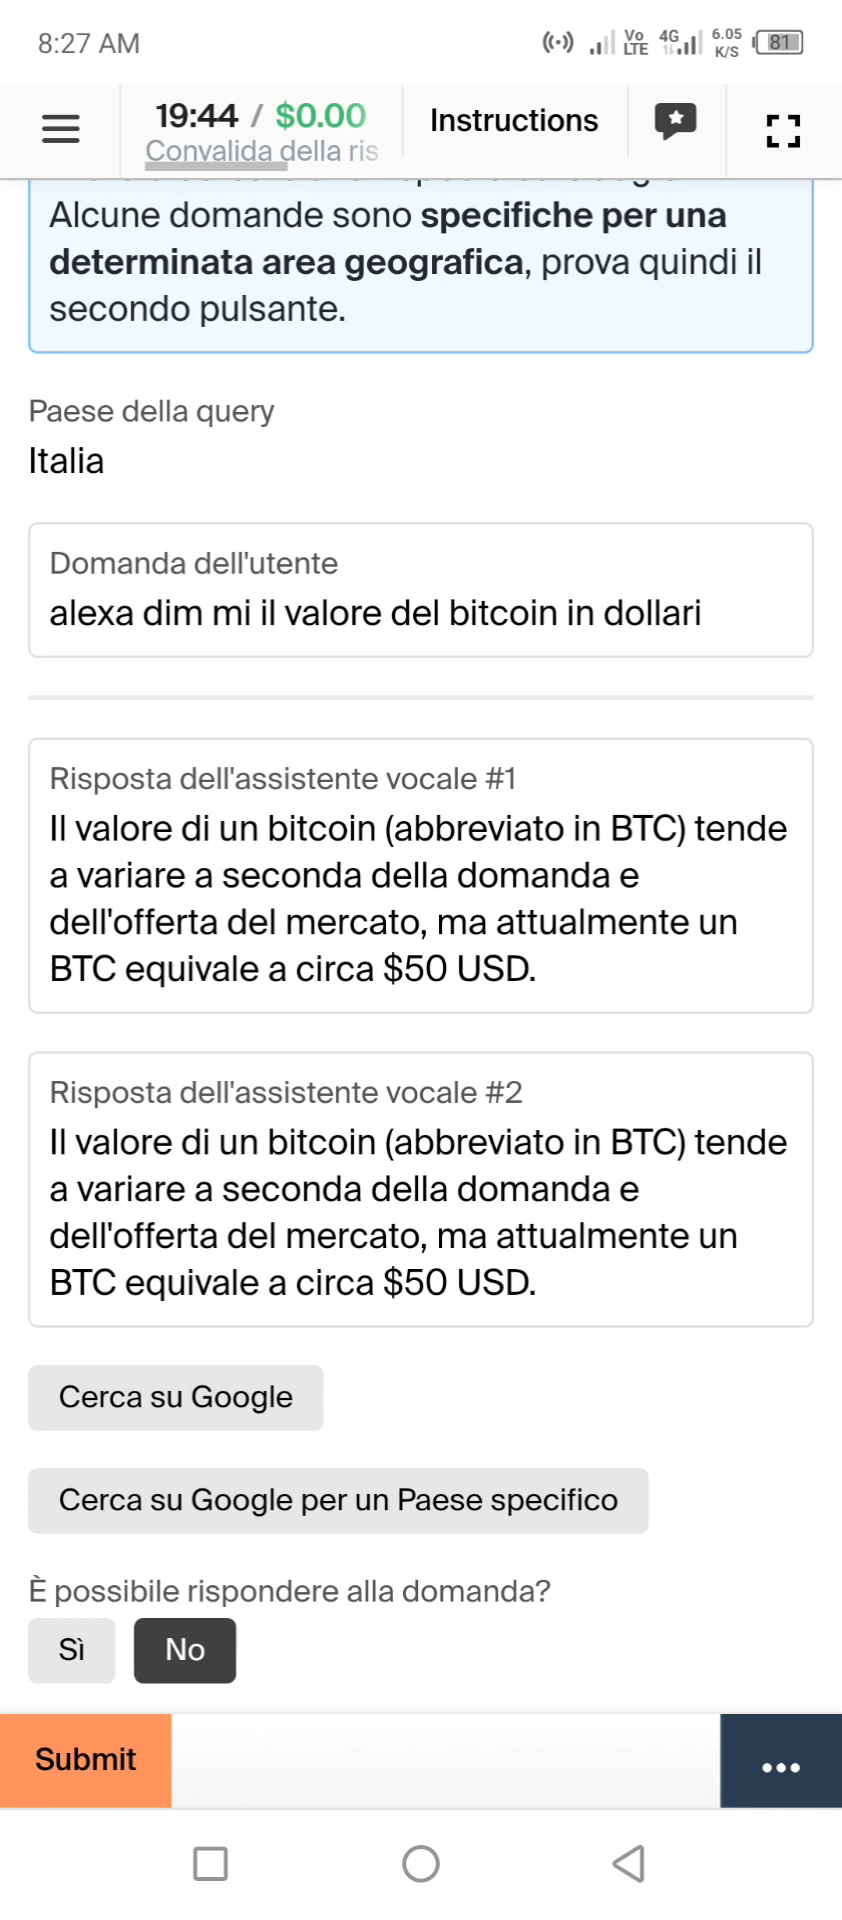 8:27 AM
Vo LTE 4G 6.05 K/S 81
19:44 / $0.00
Convalida della ris
Instructions
Alcune domande sono specifiche per una
determinata area geografica, prova quindi il
secondo pulsante.
Paese della query
Italia
Domanda dell'utente
alexa dim mi il valore del bitcoin in dollari
Risposta dell'assistente vocale #1
Il valore di un bitcoin (abbreviato in BTC) tende
a variare a seconda della domanda e
dell'offerta del mercato, ma attualmente un
BTC equivale a circa $50 USD.
Risposta dell'assistente vocale #2
Il valore di un bitcoin (abbreviato in BTC) tende
a variare a seconda della domanda e
dell'offerta del mercato, ma attualmente un
BTC equivale a circa $50 USD.
Cerca su Google
Cerca su Google per un Paese specifico
È possibile rispondere alla domanda?
Sì
No
Submit